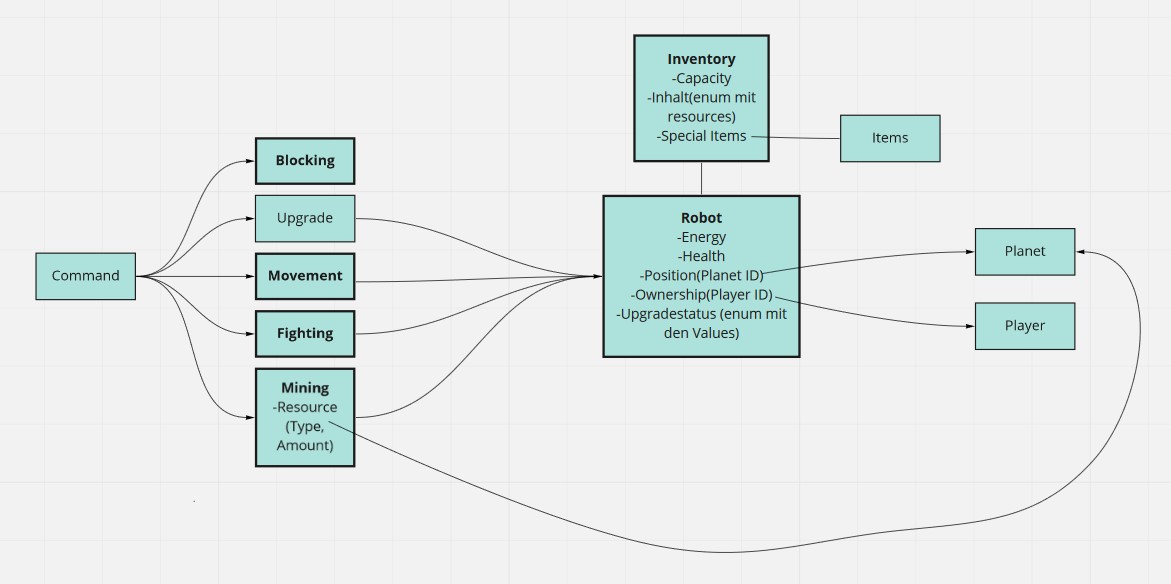 Command
Blocking
Upgrade
Movement
Fighting
Mining
-Resource
(Type,
Amount)
Inventory
-Capacity
-Inhalt(enum mit
resources)
-Special Items
Items
Robot
-Energy
-Health
-Position(Planet ID)
-Ownership(Player ID)
-Upgradestatus (enum mit
den Values)
Planet
Player